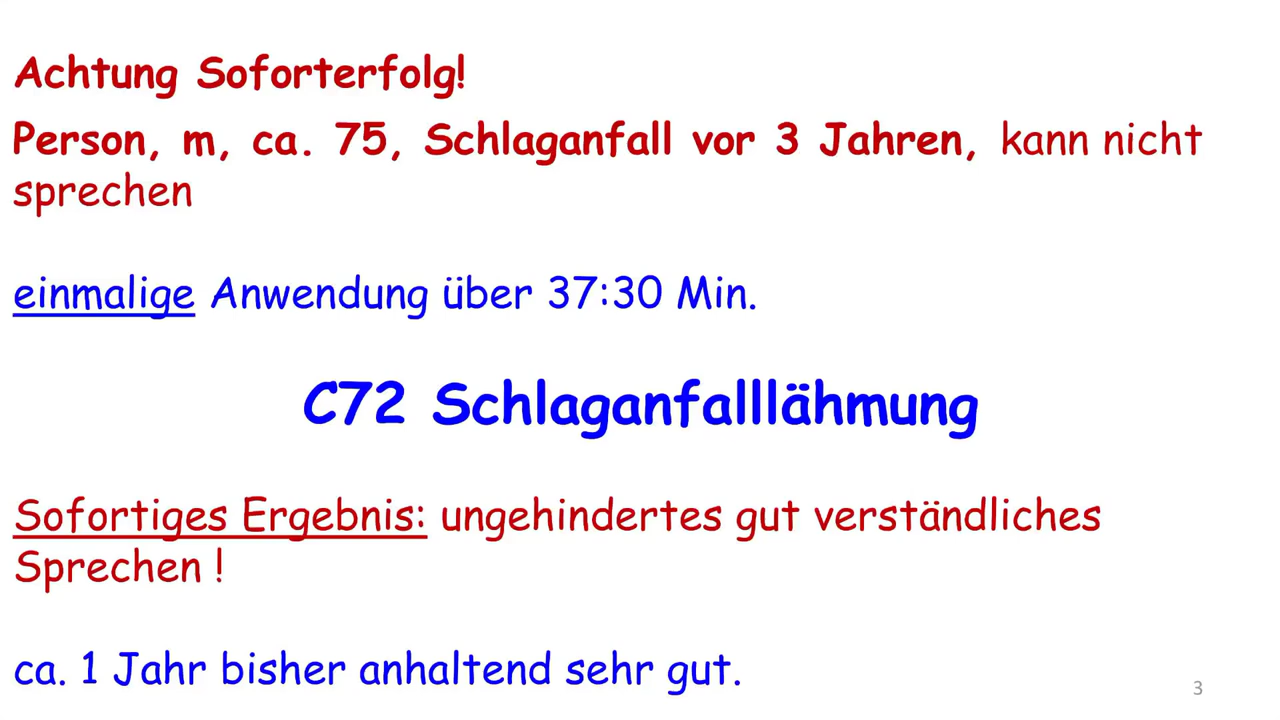 Achtung Soforterfolg!
Person, m, ca. 75, Schlaganfall vor 3 Jahren, kann nicht
sprechen
einmalige Anwendung über 37:30 Min.
C72 Schlaganfalllähmung
Sofortiges Ergebnis: ungehindertes gut verständliches
Sprechen !
ca. 1 Jahr bisher anhaltend sehr gut.
3